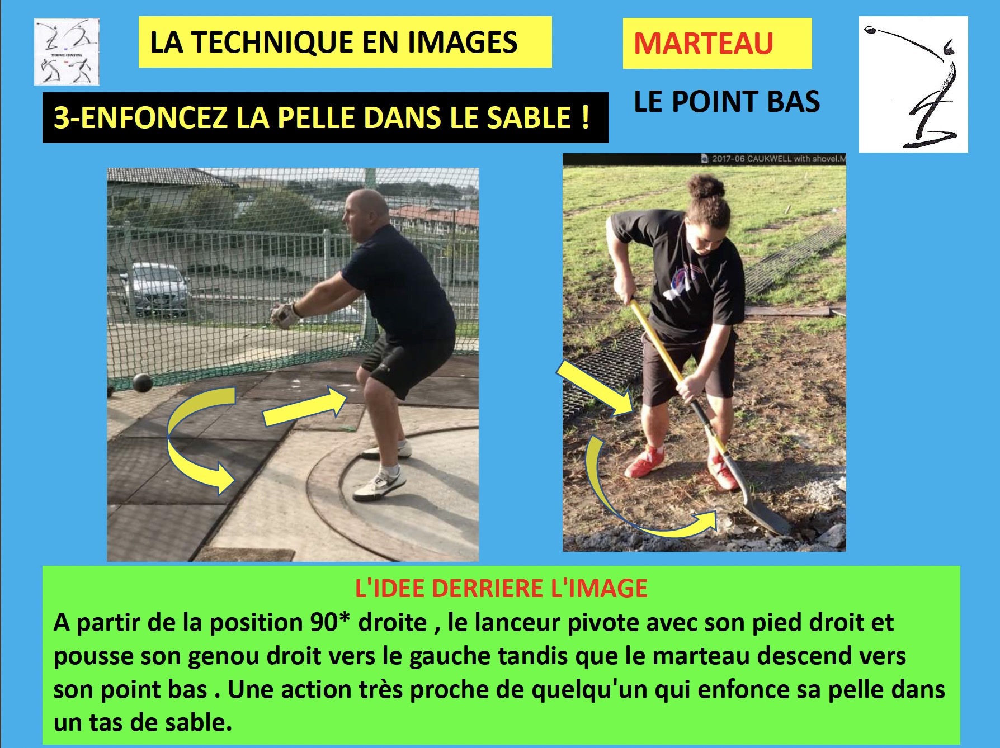 THROWS COACHING
LA TECHNIQUE EN IMAGES
MARTEAU
LE POINT BAS
3-ENFONCEZ LA PELLE DANS LE SABLE !
2017-06 CAUKWELL with shovel.M
L'IDEE DERRIERE L'IMAGE
A partir de la position 90* droite , le lanceur pivote avec son pied droit et
pousse son genou droit vers le gauche tandis que le marteau descend vers
son point bas . Une action très proche de quelqu'un qui enfonce sa pelle dans
un tas de sable.